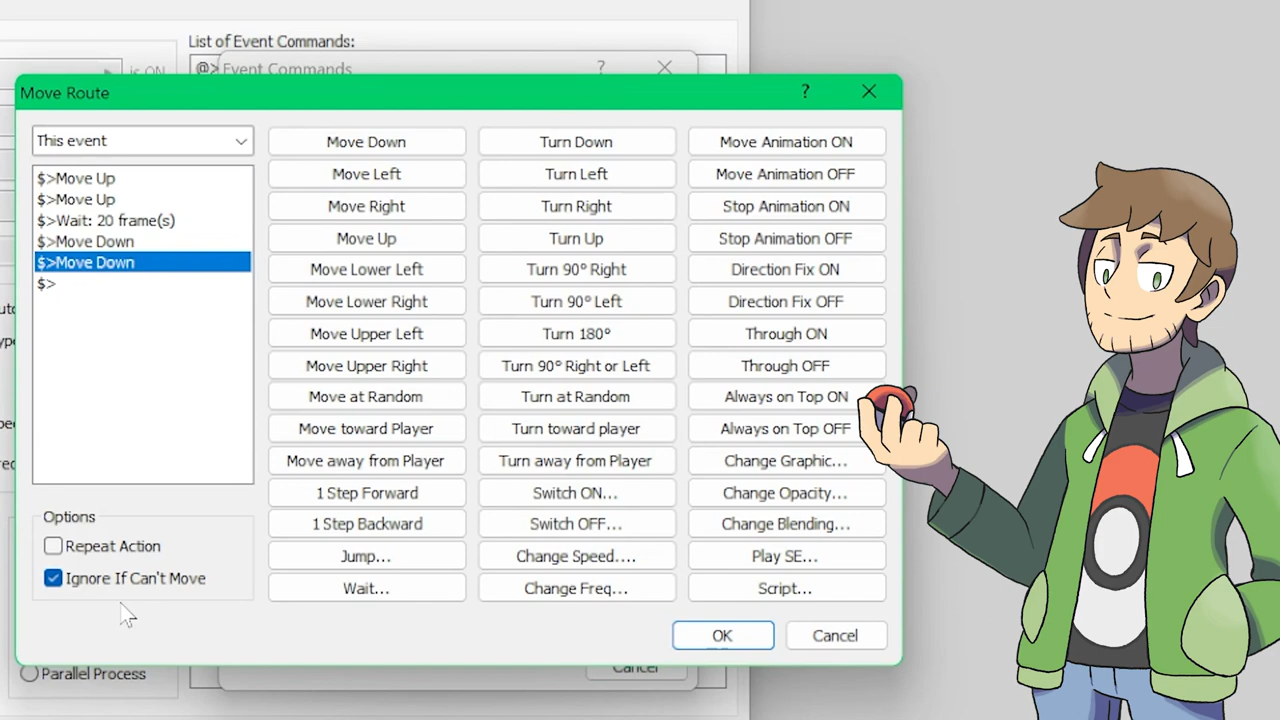 List of Event Commands:
is ON
@>
Event Commands
?
Move Route
?
This event
$>Move Up
$>Move Up
$>Wait: 20 frame(s)
$>Move Down
$>Move Down
$>
Options
Repeat Action
Ignore If Can't Move
Move Down
Move Left
Move Right
Move Up
Move Lower Left
Move Lower Right
Move Upper Left
Move Upper Right
Move at Random
Move toward Player
Move away from Player
1 Step Forward
1 Step Backward
Jump...
Wait...
Turn Down
Turn Left
Turn Right
Turn Up
Turn 90° Right
Turn 90° Left
Turn 180°
Turn 90° Right or Left
Turn at Random
Turn toward player
Turn away from Player
Switch ON...
Switch OFF...
Change Speed....
Change Freq...
Move Animation ON
Move Animation OFF
Stop Animation ON
Stop Animation OFF
Direction Fix ON
Direction Fix OFF
Through ON
Through OFF
Always on Top ON
Always on Top OFF
Change Graphic...
Change Opacity...
Change Blending...
Play SE...
Script...
OK
Cancel
Parallel Process
Cancel